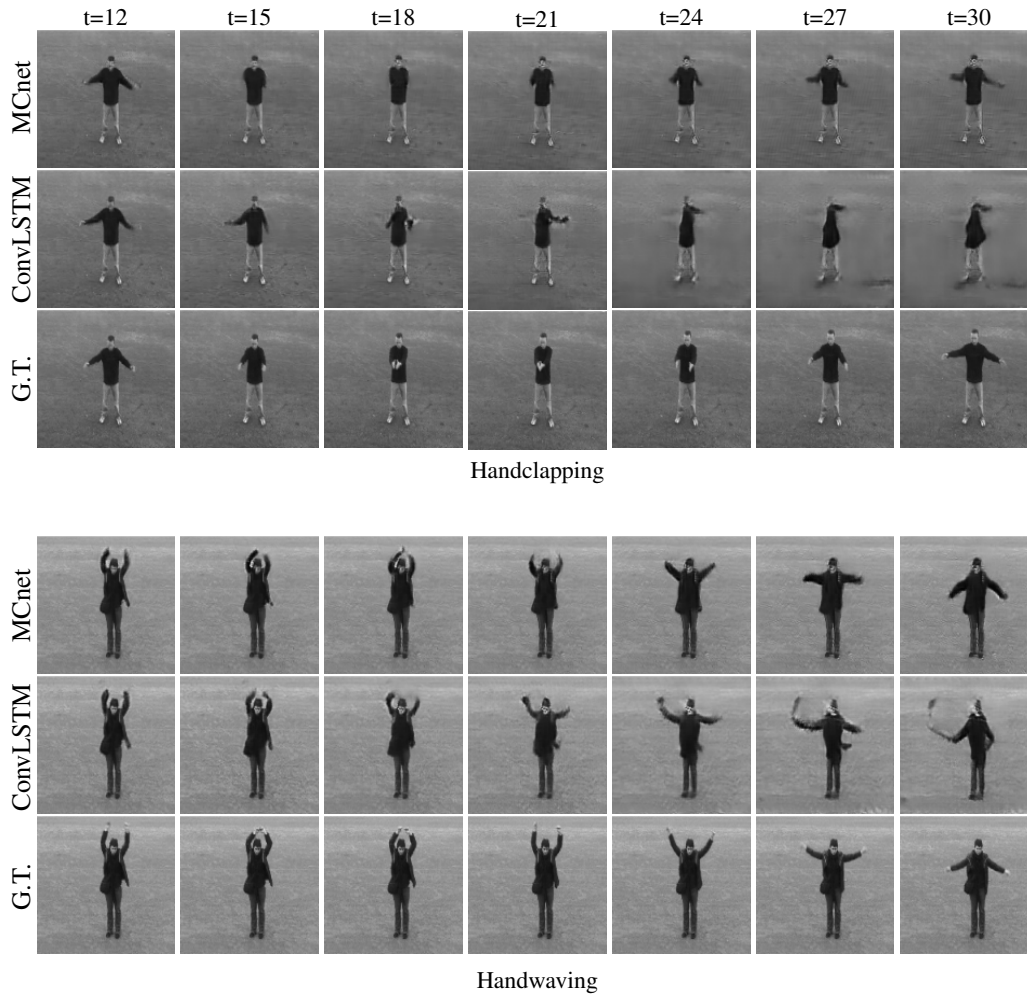 t=12 t=15 t=18 t=21 t=24 t=27 t=30
MCnet
ConvLSTM
G.T.
Handclapping
MCnet
ConvLSTM
G.T.
Handwaving